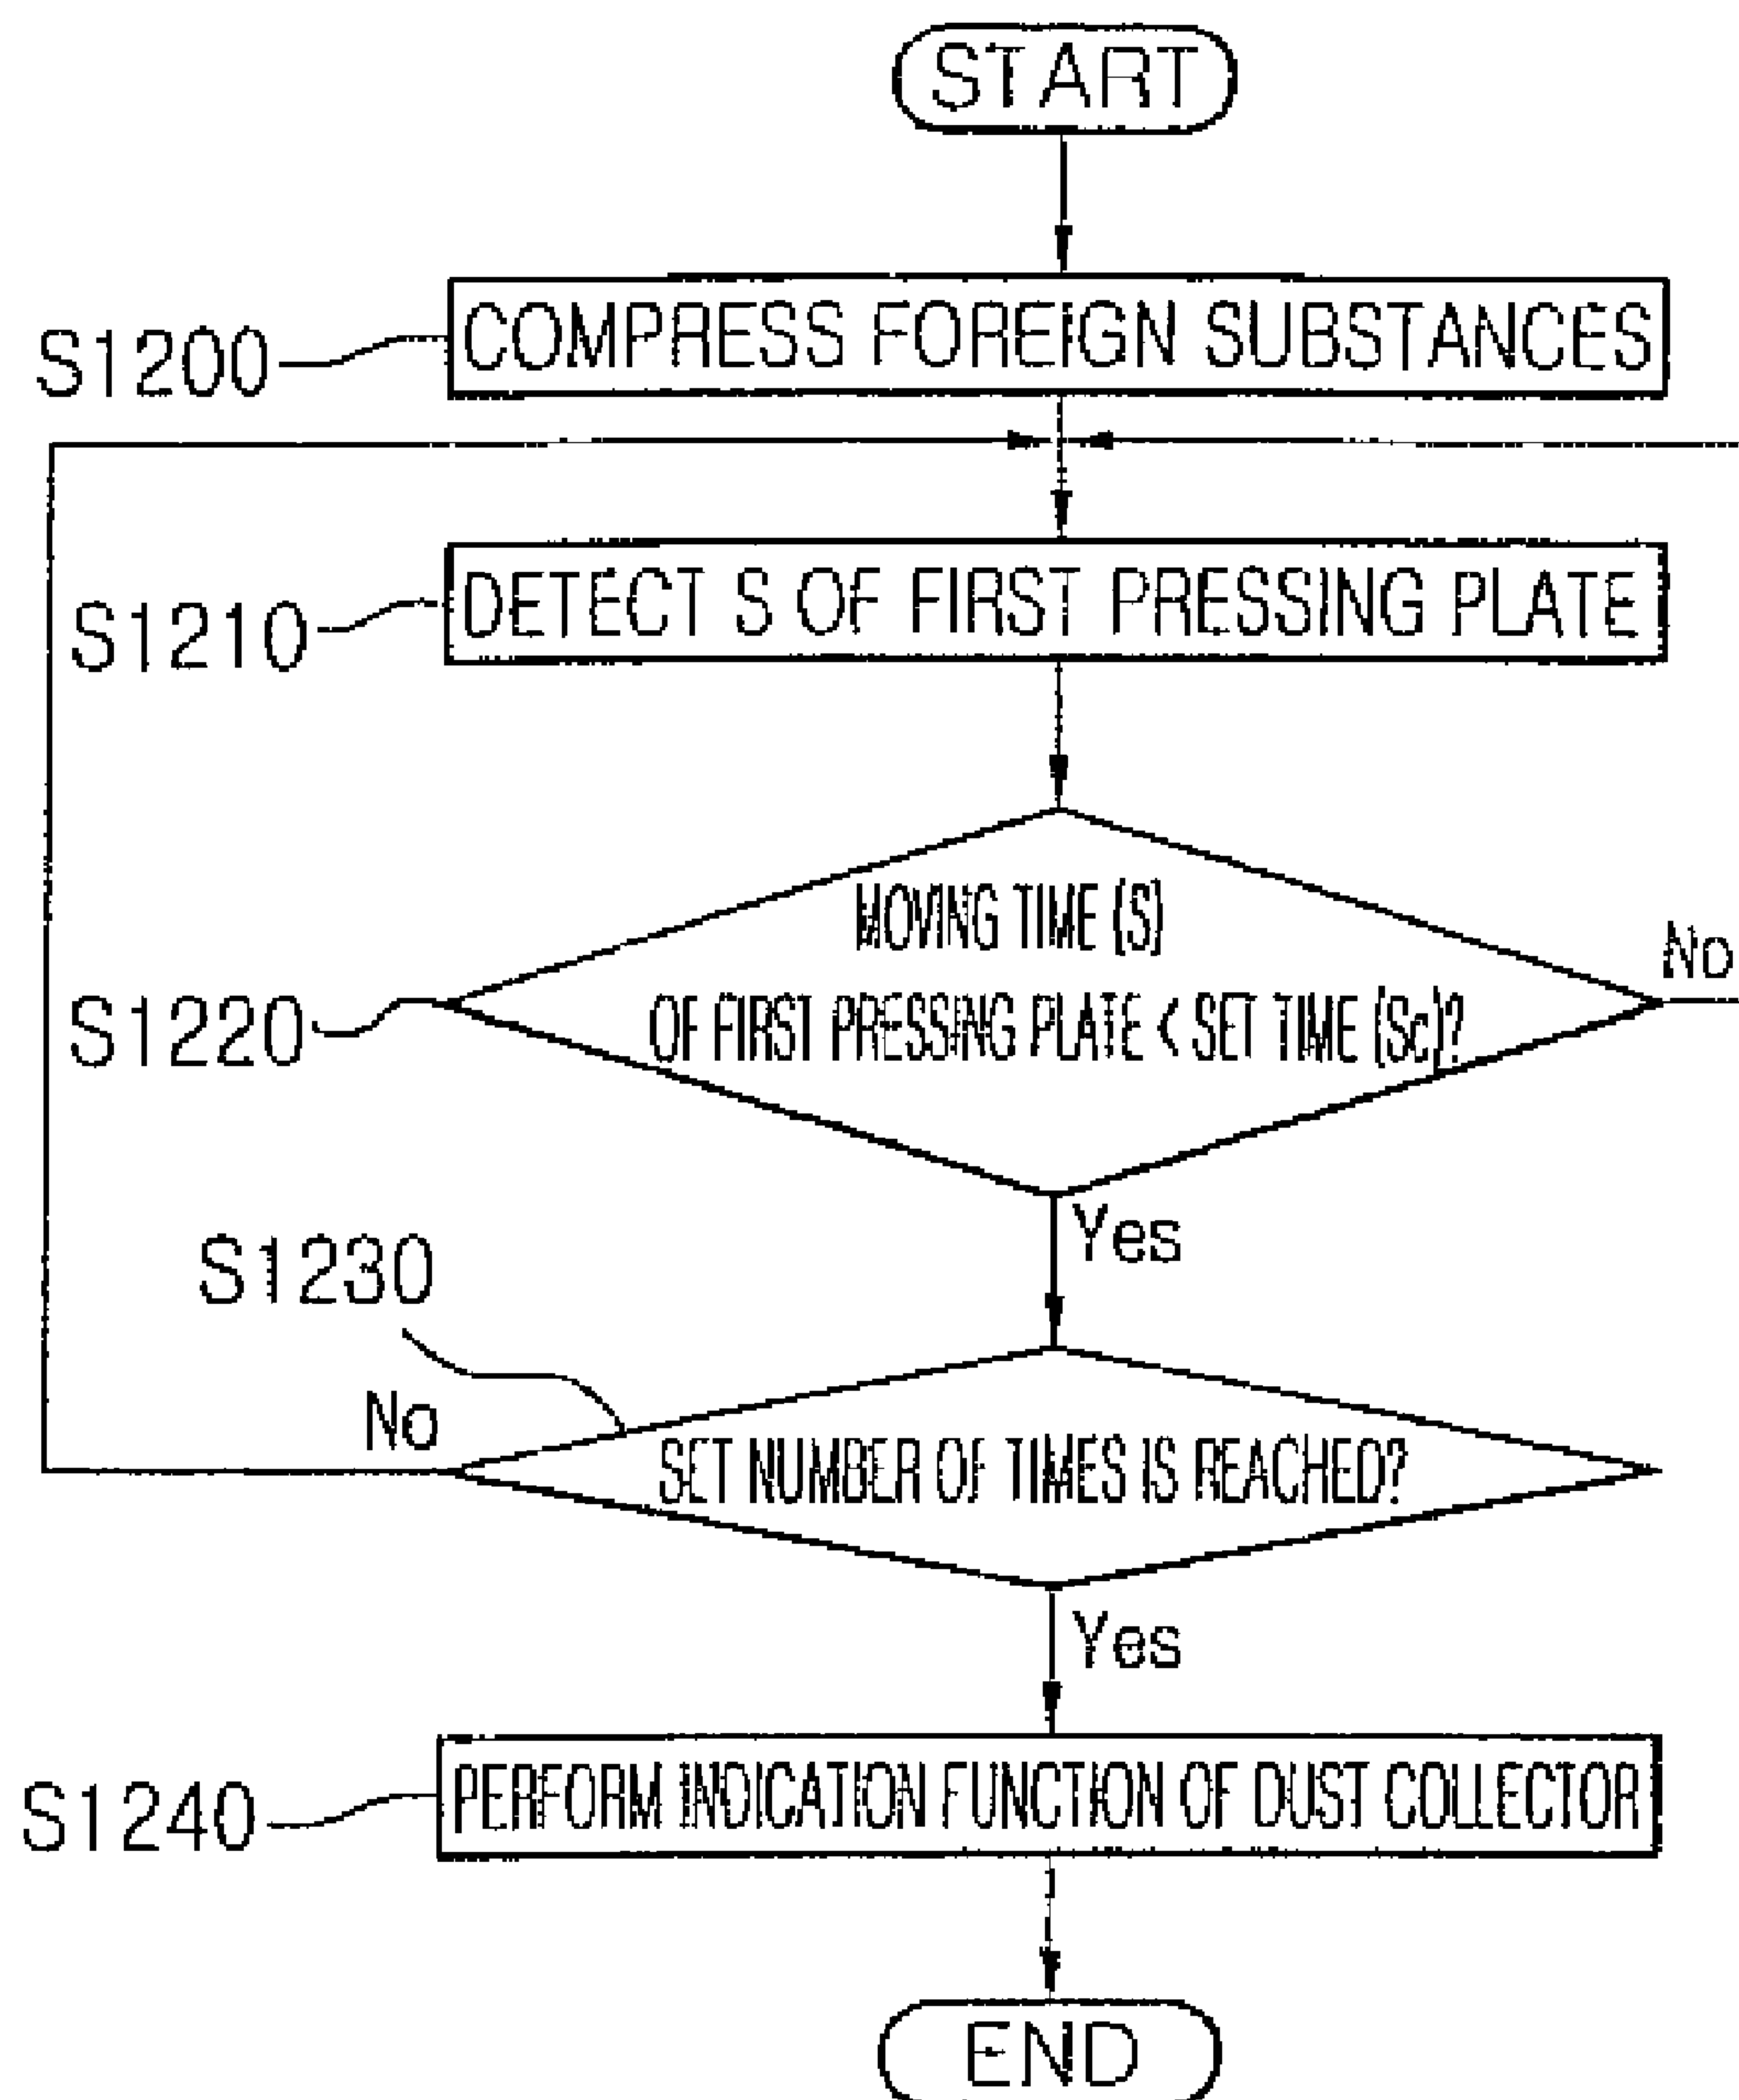 START
S1200
COMPRESS FOREIGN SUBSTANCES
S1210
DETECT S OF FIRST PRESSING PLATE
MOVING TIME (S)
OF FIRST PRESSING PLATE < SET TIME (Sc)?
No
S1220
Yes
S1230
No
SET NUMBER OF TIMES IS REACHED?
Yes
S1240
PERFORM INDICATION FUNCTION OF DUST COLLECTOR
END